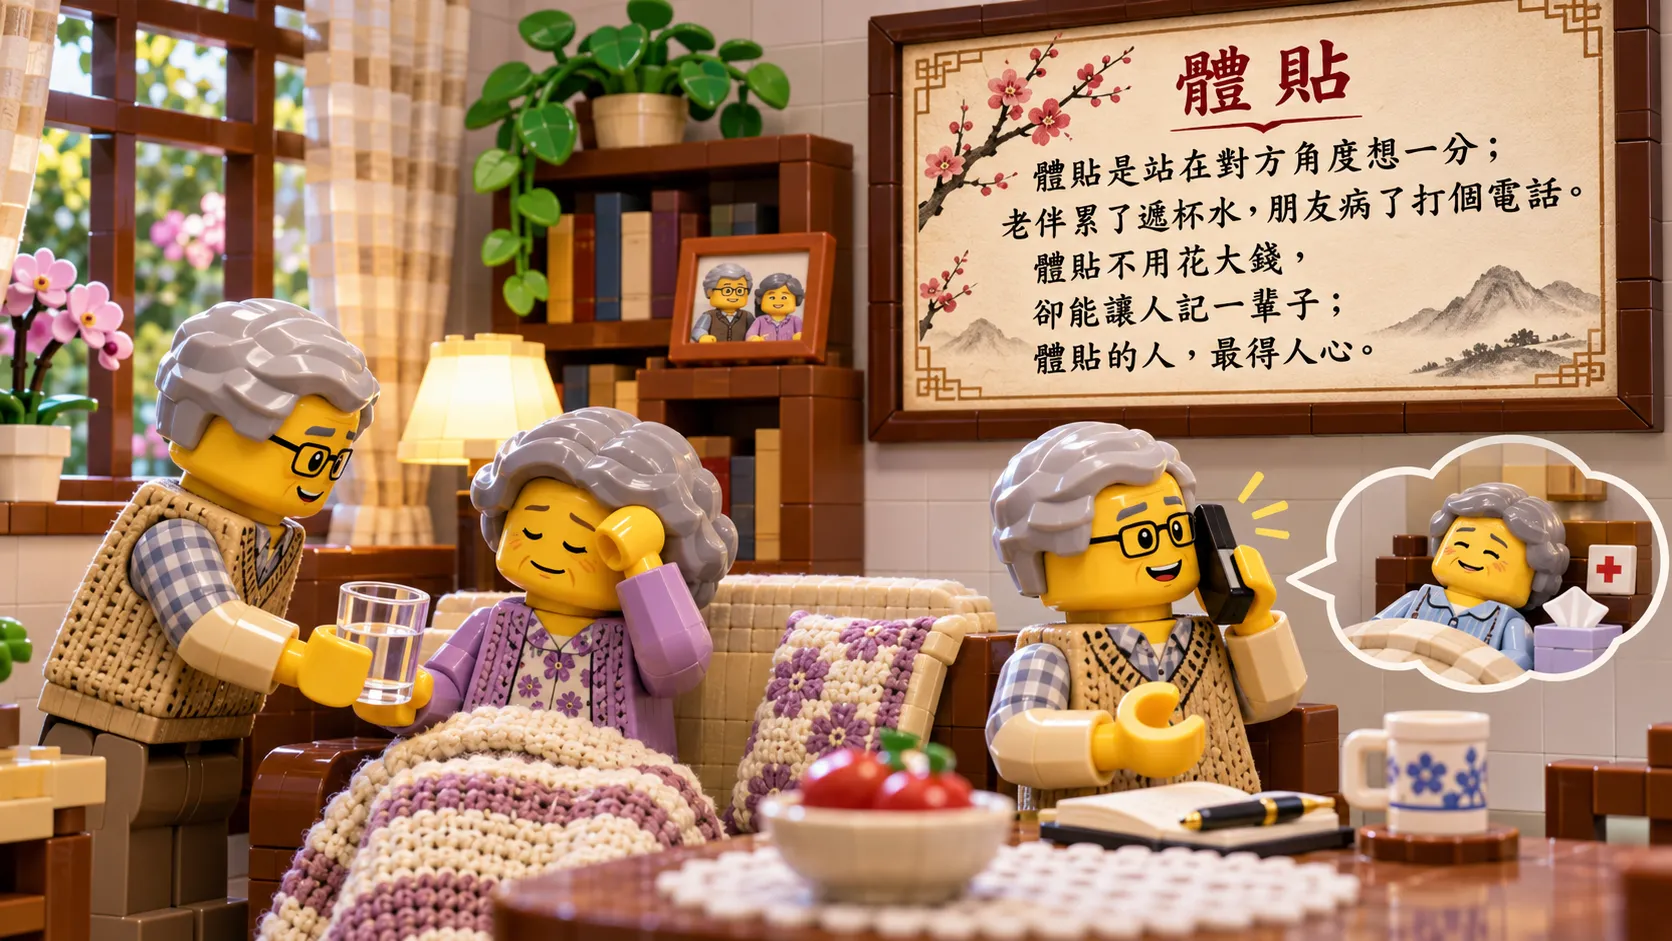 體貼
體貼是站在對方角度想一分；
老伴累了遞杯水，朋友病了打個電話。
體貼不用花大錢，
卻能讓人記一輩子；
體貼的人，最得人心。